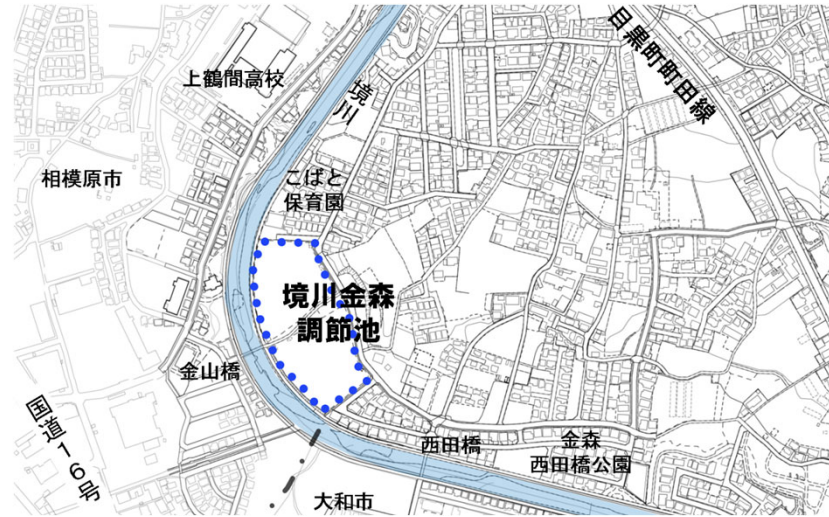 目黒町町田線
上鶴間高校
境川
相模原市
こばと
保育園
境川金森
調節池
金山橋
国道16号
西田橋
金森
西田橋公園
大和市